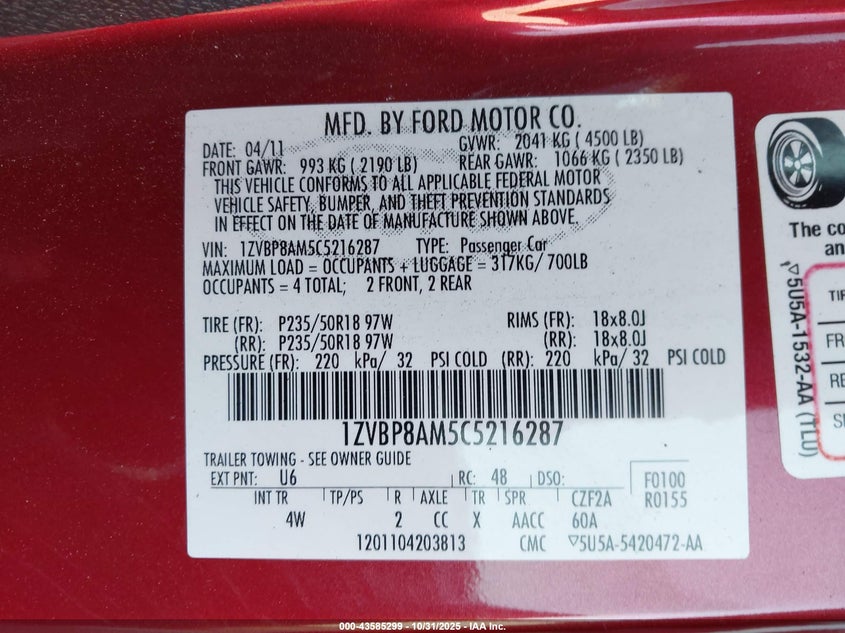 MFD. BY FORD MOTOR CO.
DATE: 04/11 GVWR: 2041 KG ( 4500 LB)
FRONT GAWR: 993 KG ( 2190 LB) REAR GAWR: 1066 KG ( 2350 LB)
THIS VEHICLE CONFORMS TO ALL APPLICABLE FEDERAL MOTOR
VEHICLE SAFETY, BUMPER, AND THEFT PREVENTION STANDARDS
IN EFFECT ON THE DATE OF MANUFACTURE SHOWN ABOVE.
VIN: 1ZVBP8AM5C5216287 TYPE: Passenger Car
MAXIMUM LOAD = OCCUPANTS + LUGGAGE = 317KG/ 700LB
OCCUPANTS = 4 TOTAL; 2 FRONT, 2 REAR
TIRE (FR): P235/50R18 97W RIMS (FR): 18x8.0J
(RR): P235/50R18 97W (RR): 18x8.0J
PRESSURE (FR): 220 kPa/ 32 PSI COLD (RR): 220 kPa/ 32 PSI COLD
1ZVBP8AM5C5216287
TRAILER TOWING - SEE OWNER GUIDE
EXT PNT: U6 RC: 48 DSO: F0100
INT TR TP/PS R AXLE TR SPR CZF2A R0155
4W 2 CC X AACC 60A
1201104203813 CMC ▽5U5A-5420472-AA
The co
an
▽5U5A-1532-AA (TLU)
TIR
FR
RE
SP
000-43585299 - 10/31/2025 - IAA Inc.